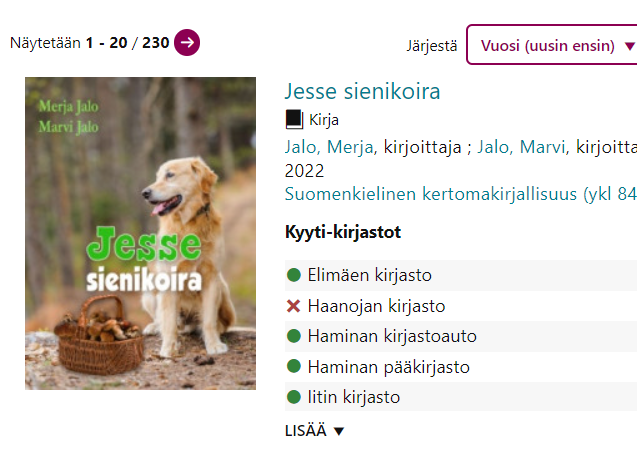 Näytetään 1 - 20 / 230
Järjestä Vuosi (uusin ensin)
Merja Jalo
Marvi Jalo
Jesse
sienikoira
Jesse sienikoira
Kirja
Jalo, Merja, kirjoittaja ; Jalo, Marvi, kirjoitta
2022
Suomenkielinen kertomakirjallisuus (ykl 84
Kyyti-kirjastot
Elimäen kirjasto
Haanojan kirjasto
Haminan kirjastoauto
Haminan pääkirjasto
Iitin kirjasto
LISÄÄ